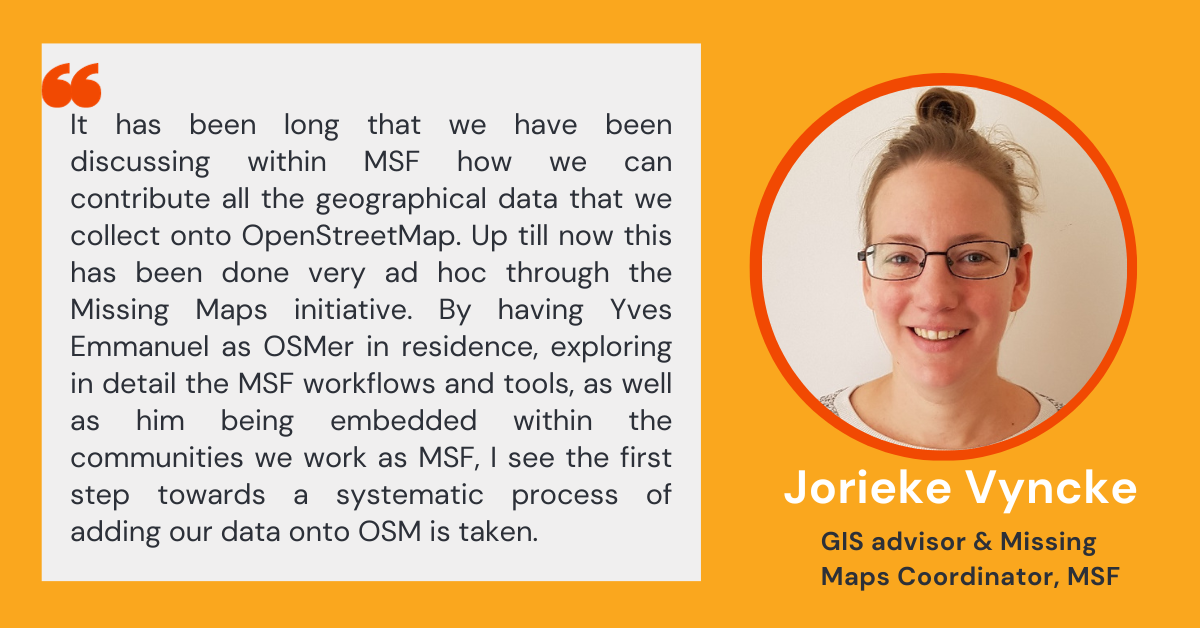 ❝
It has been long that we have been
discussing within MSF how we can
contribute all the geographical data that we
collect onto OpenStreetMap. Up till now this
has been done very ad hoc through the
Missing Maps initiative. By having Yves
Emmanuel as OSMer in residence, exploring
in detail the MSF workflows and tools, as well
as him being embedded within the
communities we work as MSF, I see the first
step towards a systematic process of
adding our data onto OSM is taken.
Jorieke Vyncke
GIS advisor & Missing
Maps Coordinator, MSF